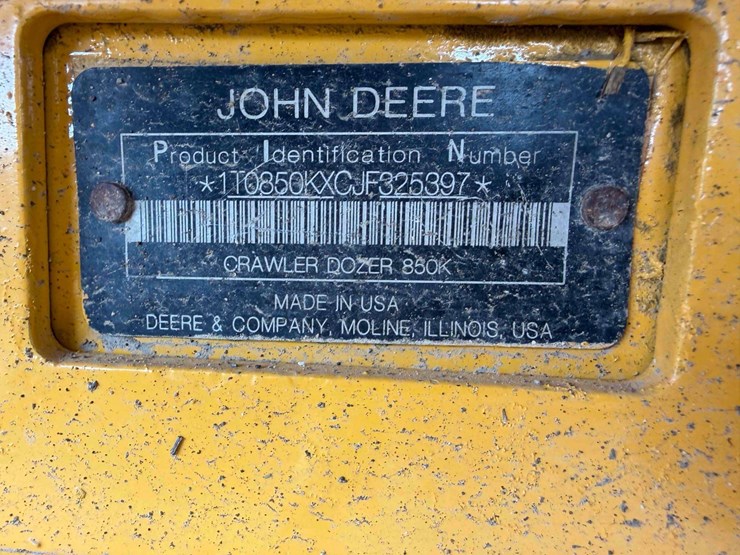 JOHN DEERE
Product Identification Number
*1T0850KXCJF325397*
CRAWLER DOZER 850K
MADE IN USA
DEERE & COMPANY, MOLINE, ILLINOIS, USA